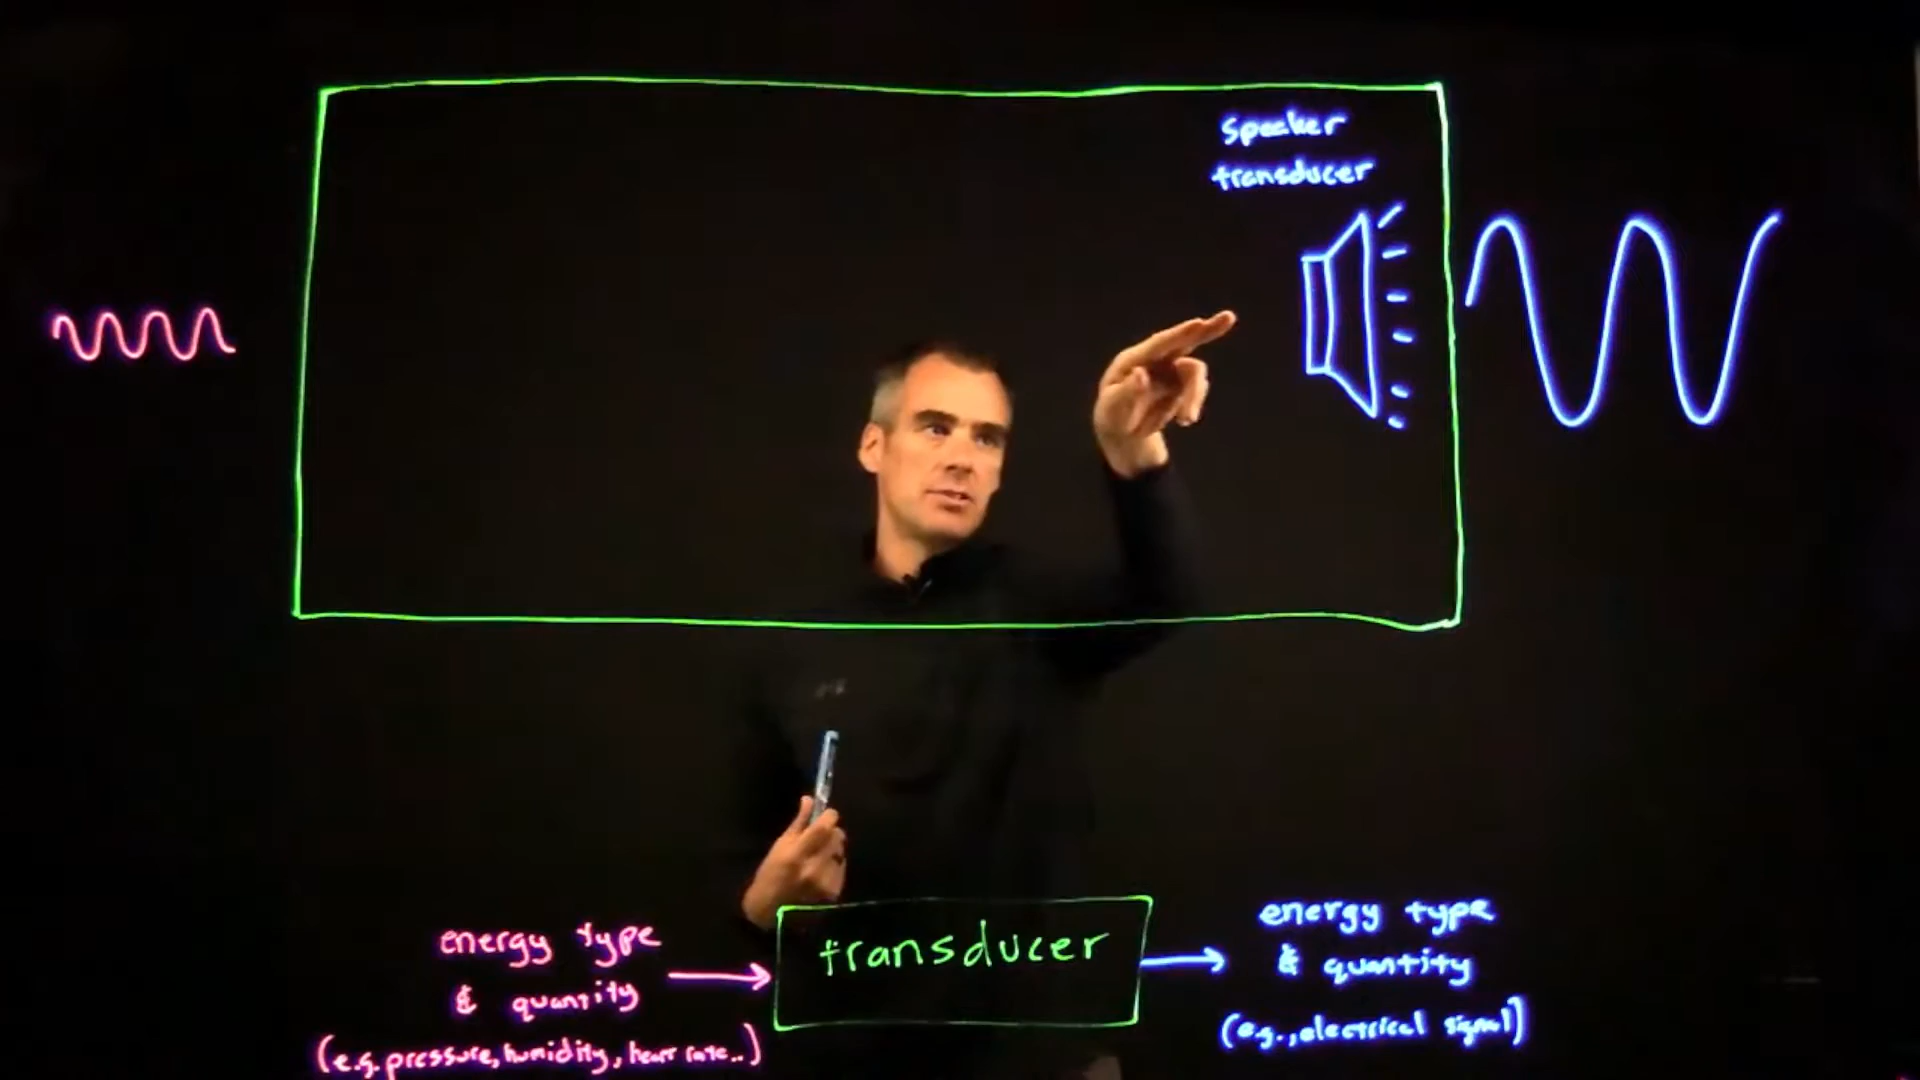 speaker
transducer
energy type
& quantity
(e.g. pressure, humidity, heart rate..)
transducer
energy type
& quantity
(e.g., electrical signal)